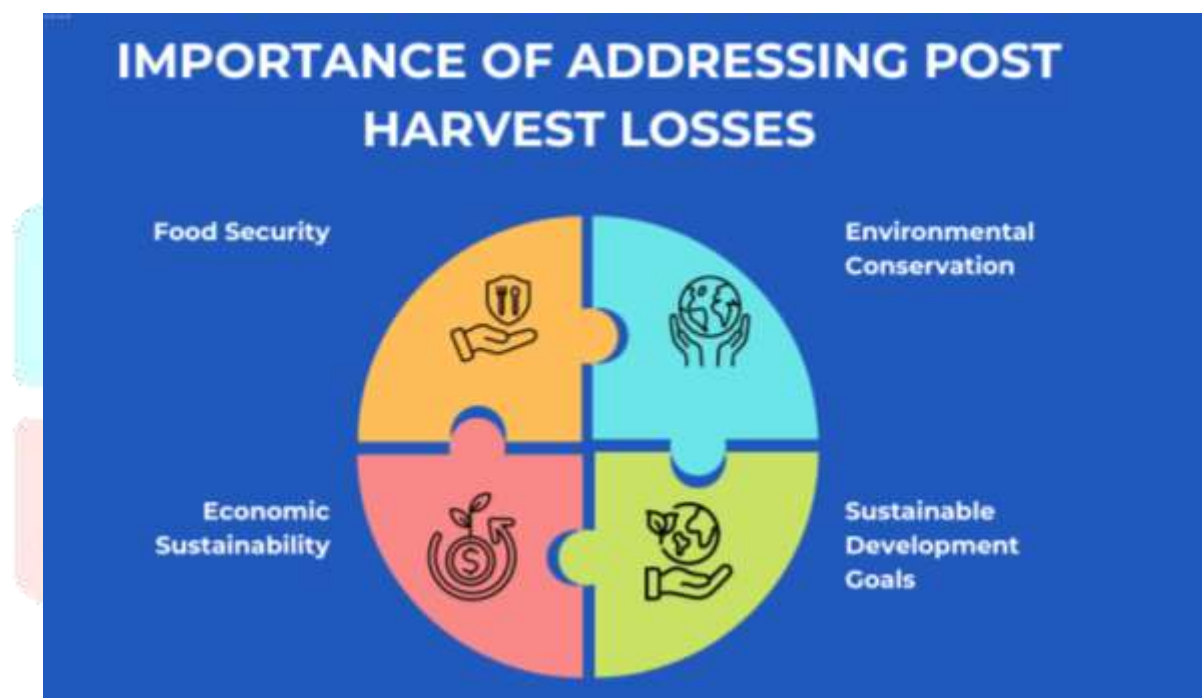 IMPORTANCE OF ADDRESSING POST
HARVEST LOSSES
Food Security
Environmental
Conservation
Economic
Sustainability
Sustainable
Development
Goals